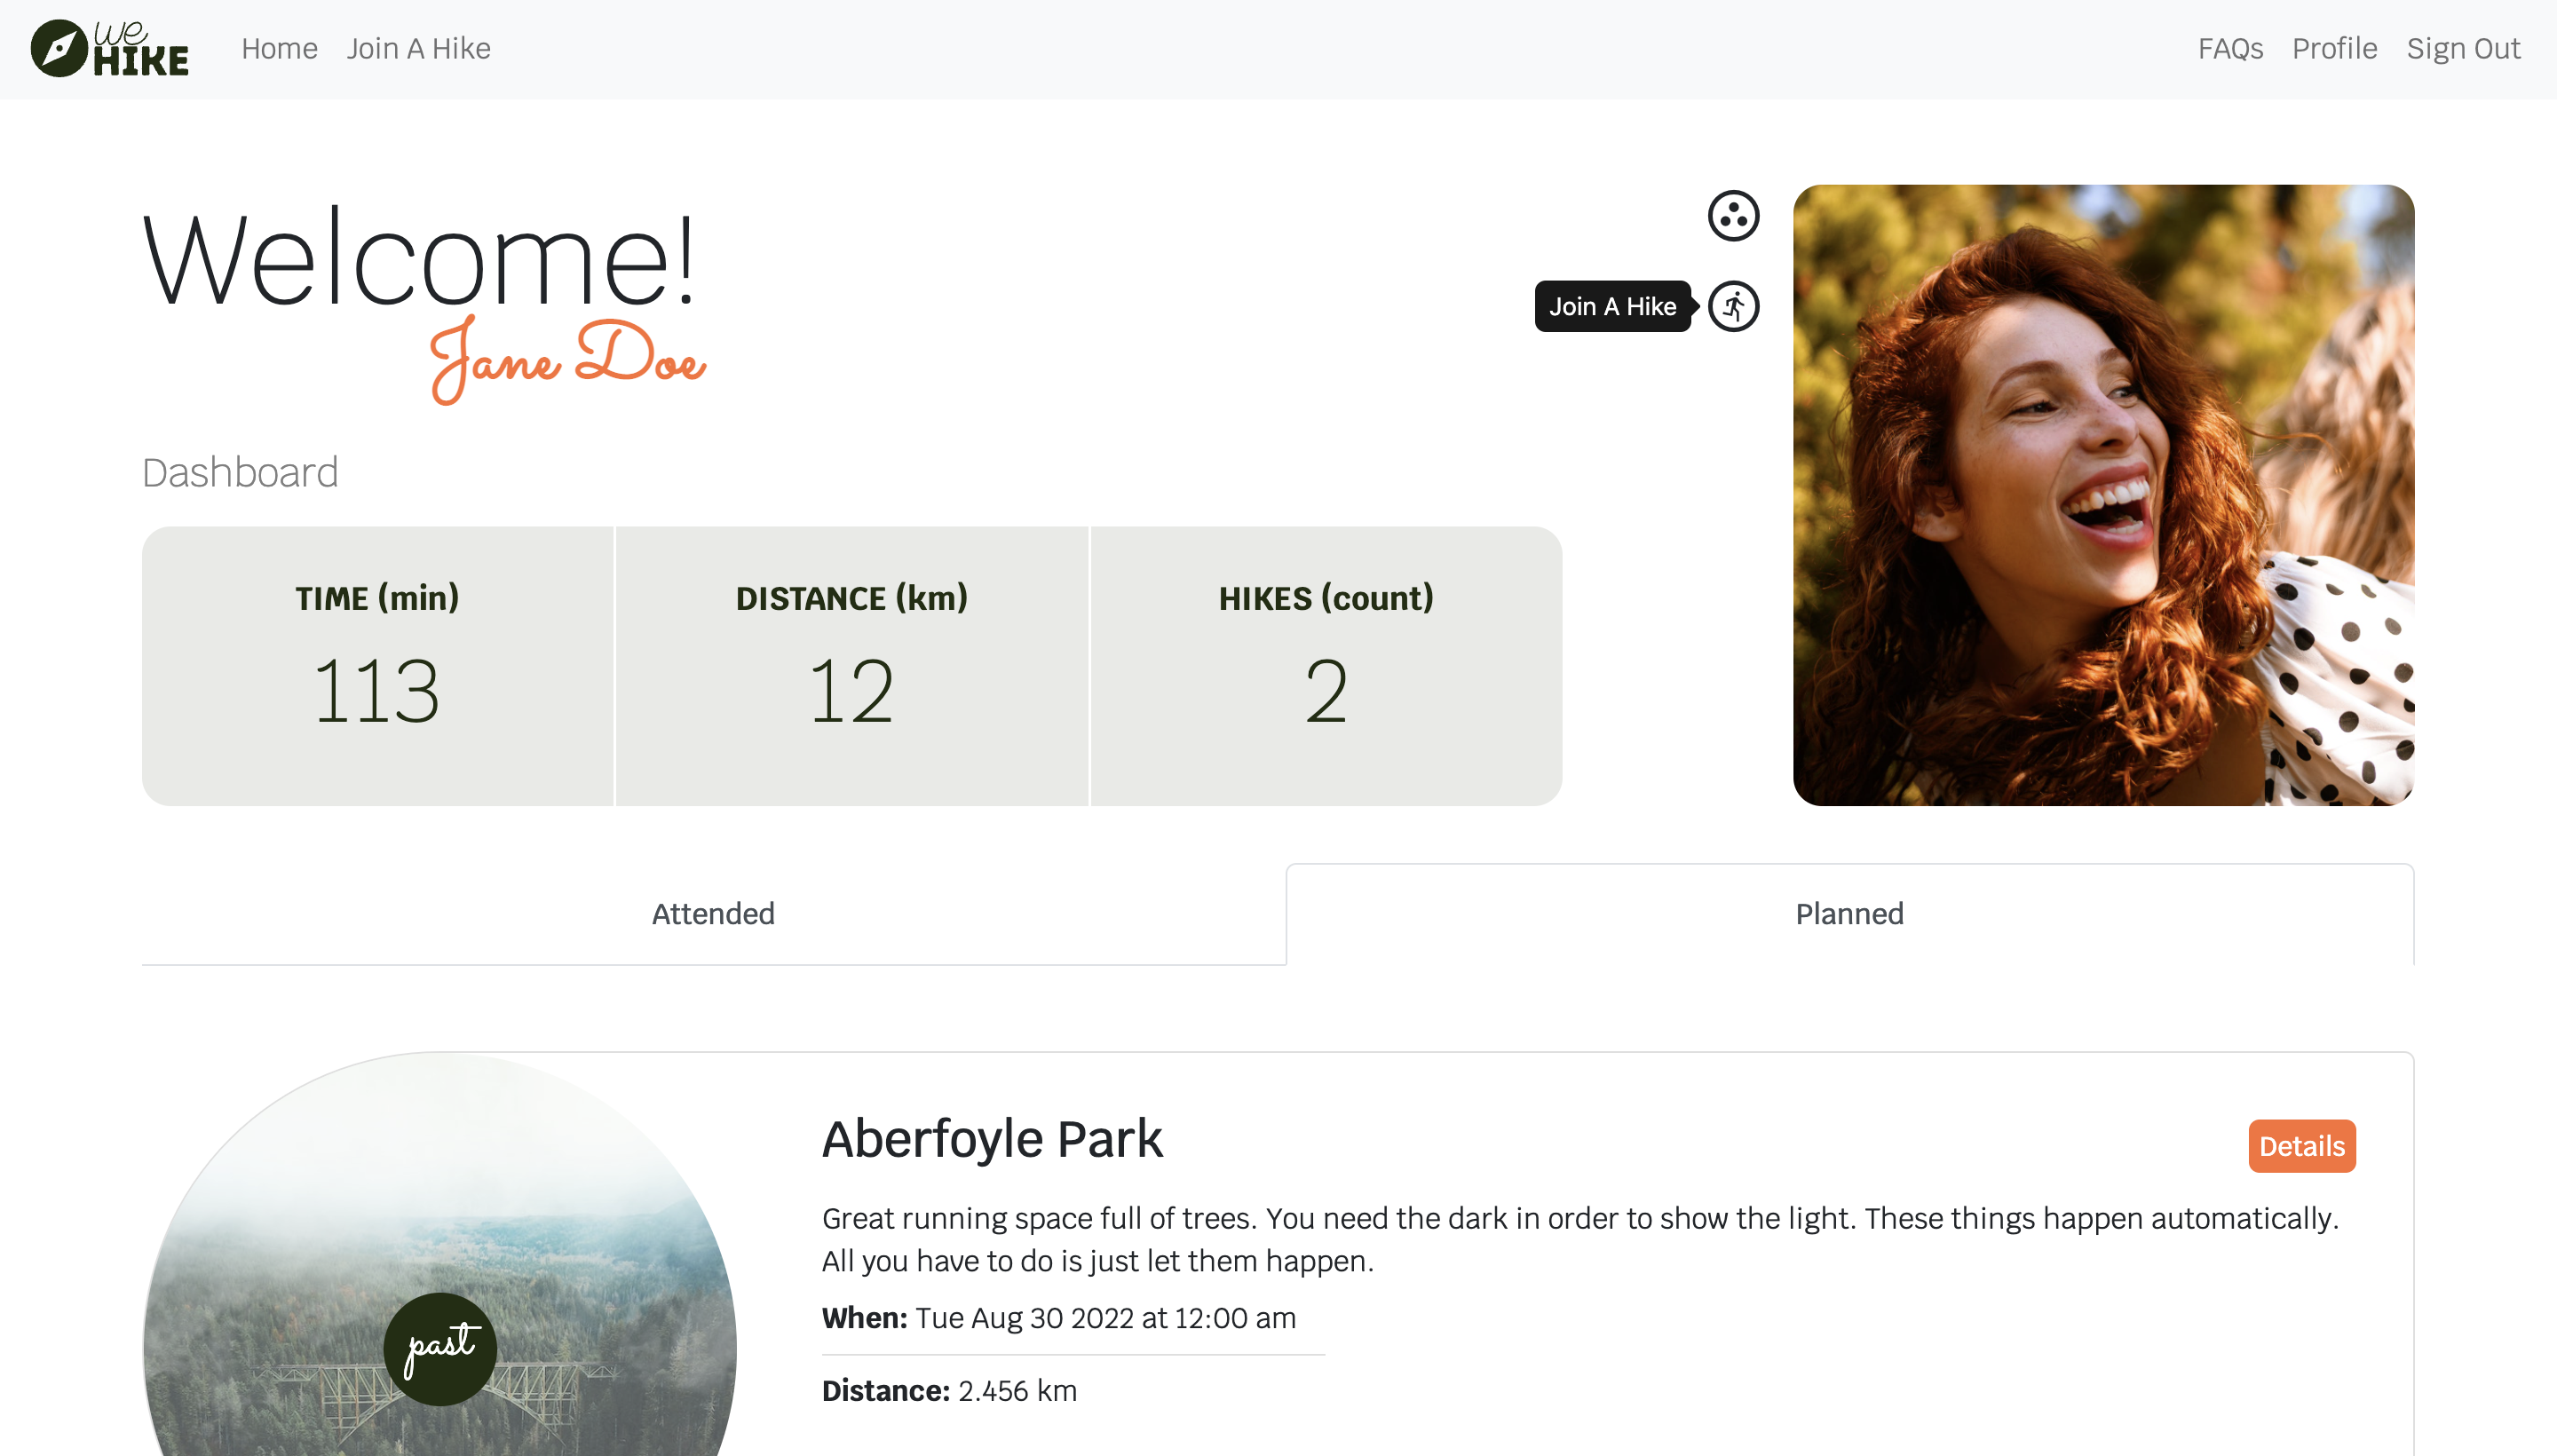 we
HIKE
Home Join A Hike FAQs Profile Sign Out
Welcome!
Jane Doe
Join A Hike
Dashboard
TIME (min) DISTANCE (km) HIKES (count)
113 12 2
Attended Planned
Aberfoyle Park
Details
Great running space full of trees. You need the dark in order to show the light. These things happen automatically.
All you have to do is just let them happen.
When: Tue Aug 30 2022 at 12:00 am
past
Distance: 2.456 km